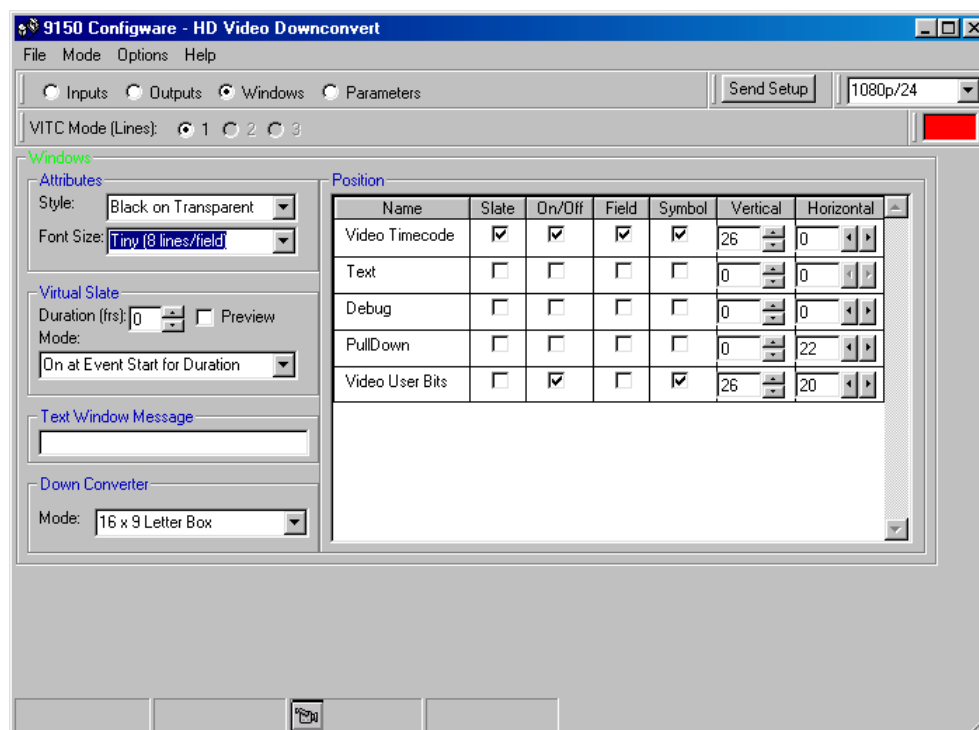 9150 Configware - HD Video Downconvert
File Mode Options Help
Inputs Outputs Windows Parameters Send Setup 1080p/24
VITC Mode (Lines): 1 2 3
Windows
Attributes
Style: Black on Transparent
Font Size: Tiny (8 lines/field)
Virtual Slate
Duration (frs): 0 Preview
Mode:
On at Event Start for Duration
Text Window Message
Down Converter
Mode: 16 x 9 Letter Box
Position
Name Slate On/Off Field Symbol Vertical Horizontal
Video Timecode 26 0
Text 0 0
Debug 0 0
PullDown 0 22
Video User Bits 26 20